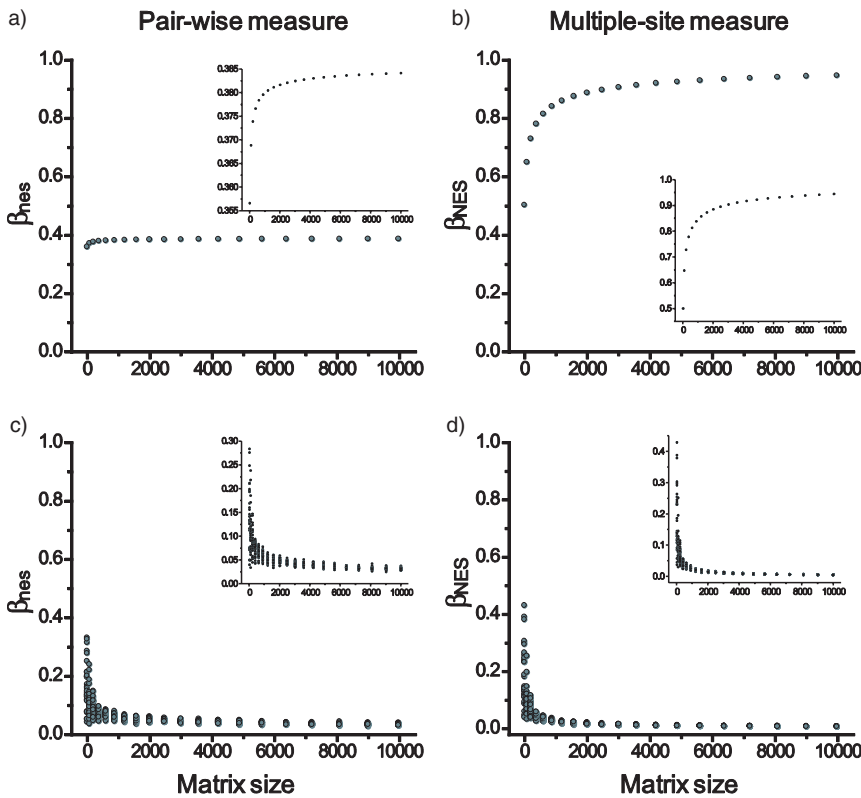 a)
Pair-wise measure
1.0
0.8
0.6
0.4
0.2
0.0
βnes
0 2000 4000 6000 8000 10000
0.385
0.380
0.375
0.370
0.365
0.360
0.355
0 2000 4000 6000 8000 10000
b)
Multiple-site measure
1.0
0.8
0.6
0.4
0.2
0.0
βNES
0 2000 4000 6000 8000 10000
1.0
0.9
0.8
0.7
0.6
0.5
0 2000 4000 6000 8000 10000
c)
1.0
0.8
0.6
0.4
0.2
0.0
βnes
0 2000 4000 6000 8000 10000
Matrix size
0.30
0.25
0.20
0.15
0.10
0.05
0.00
0 2000 4000 6000 8000 10000
d)
1.0
0.8
0.6
0.4
0.2
0.0
βNES
0 2000 4000 6000 8000 10000
Matrix size
0.4
0.3
0.2
0.1
0.0
0 2000 4000 6000 8000 10000